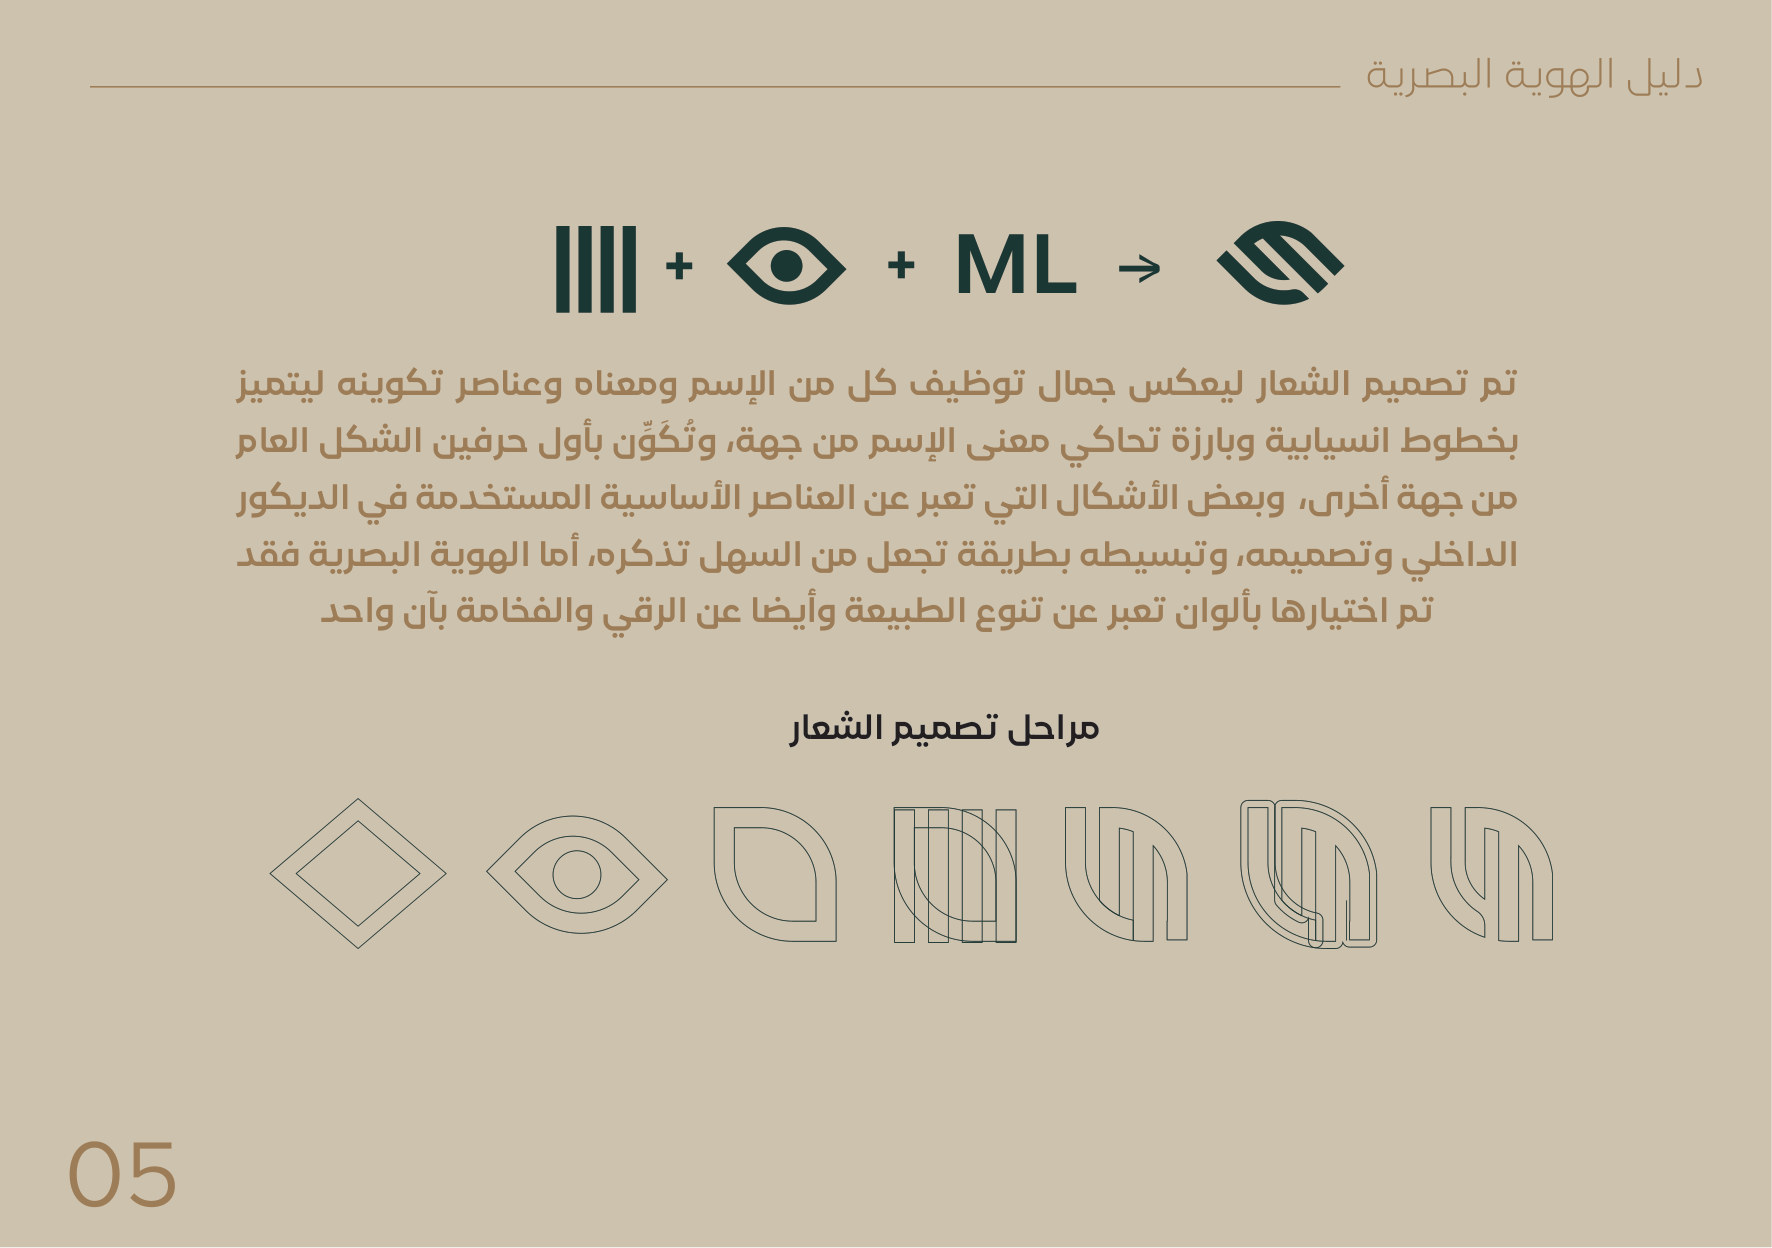 دليل الهوية البصرية
+ + ML →
تم تصميم الشعار ليعكس جمال توظيف كل من الإسم ومعناه وعناصر تكوينه ليتميز
بخطوط انسيابية وبارزة تحاكي معنى الإسم من جهة، وتُكَوِّن بأول حرفين الشكل العام
من جهة أخرى، وبعض الأشكال التي تعبر عن العناصر الأساسية المستخدمة في الديكور
الداخلي وتصميمه، وتبسيطه بطريقة تجعل من السهل تذكره، أما الهوية البصرية فقد
تم اختيارها بألوان تعبر عن تنوع الطبيعة وأيضا عن الرقي والفخامة بآن واحد
مراحل تصميم الشعار
05